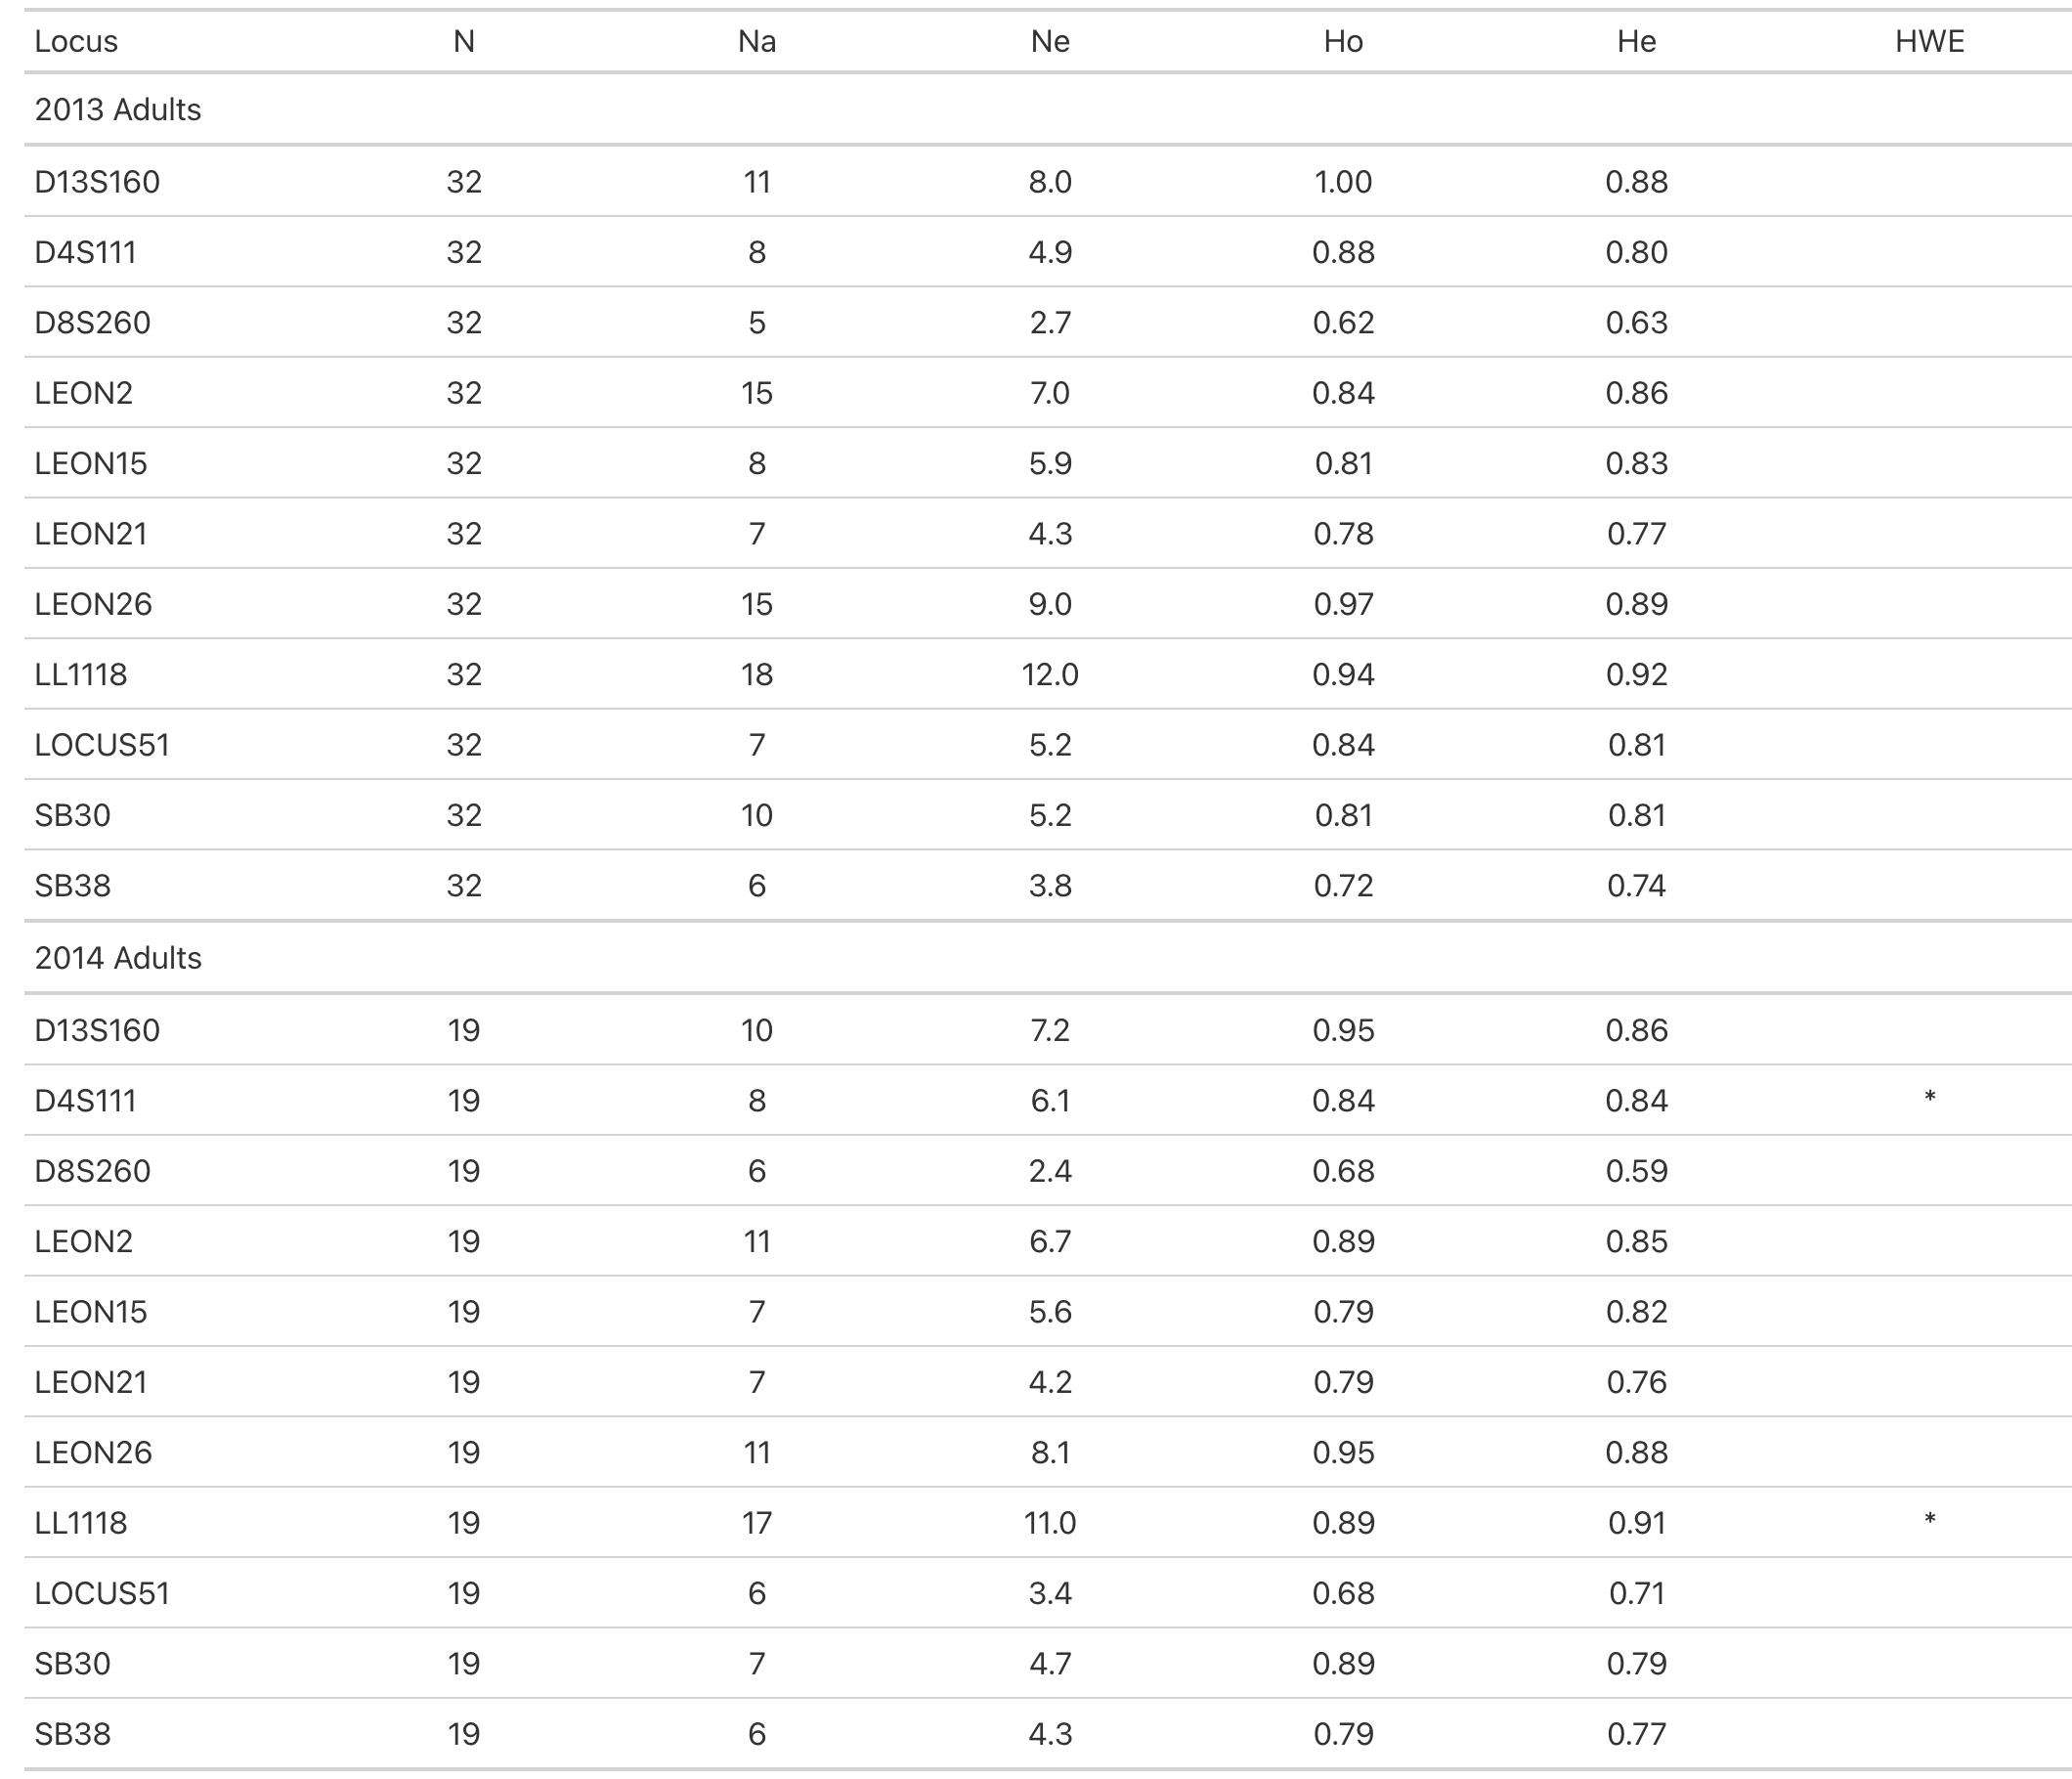 Locus N Na Ne Ho He HWE
2013 Adults
D13S160 32 11 8.0 1.00 0.88
D4S111 32 8 4.9 0.88 0.80
D8S260 32 5 2.7 0.62 0.63
LEON2 32 15 7.0 0.84 0.86
LEON15 32 8 5.9 0.81 0.83
LEON21 32 7 4.3 0.78 0.77
LEON26 32 15 9.0 0.97 0.89
LL1118 32 18 12.0 0.94 0.92
LOCUS51 32 7 5.2 0.84 0.81
SB30 32 10 5.2 0.81 0.81
SB38 32 6 3.8 0.72 0.74
2014 Adults
D13S160 19 10 7.2 0.95 0.86
D4S111 19 8 6.1 0.84 0.84 *
D8S260 19 6 2.4 0.68 0.59
LEON2 19 11 6.7 0.89 0.85
LEON15 19 7 5.6 0.79 0.82
LEON21 19 7 4.2 0.79 0.76
LEON26 19 11 8.1 0.95 0.88
LL1118 19 17 11.0 0.89 0.91 *
LOCUS51 19 6 3.4 0.68 0.71
SB30 19 7 4.7 0.89 0.79
SB38 19 6 4.3 0.79 0.77